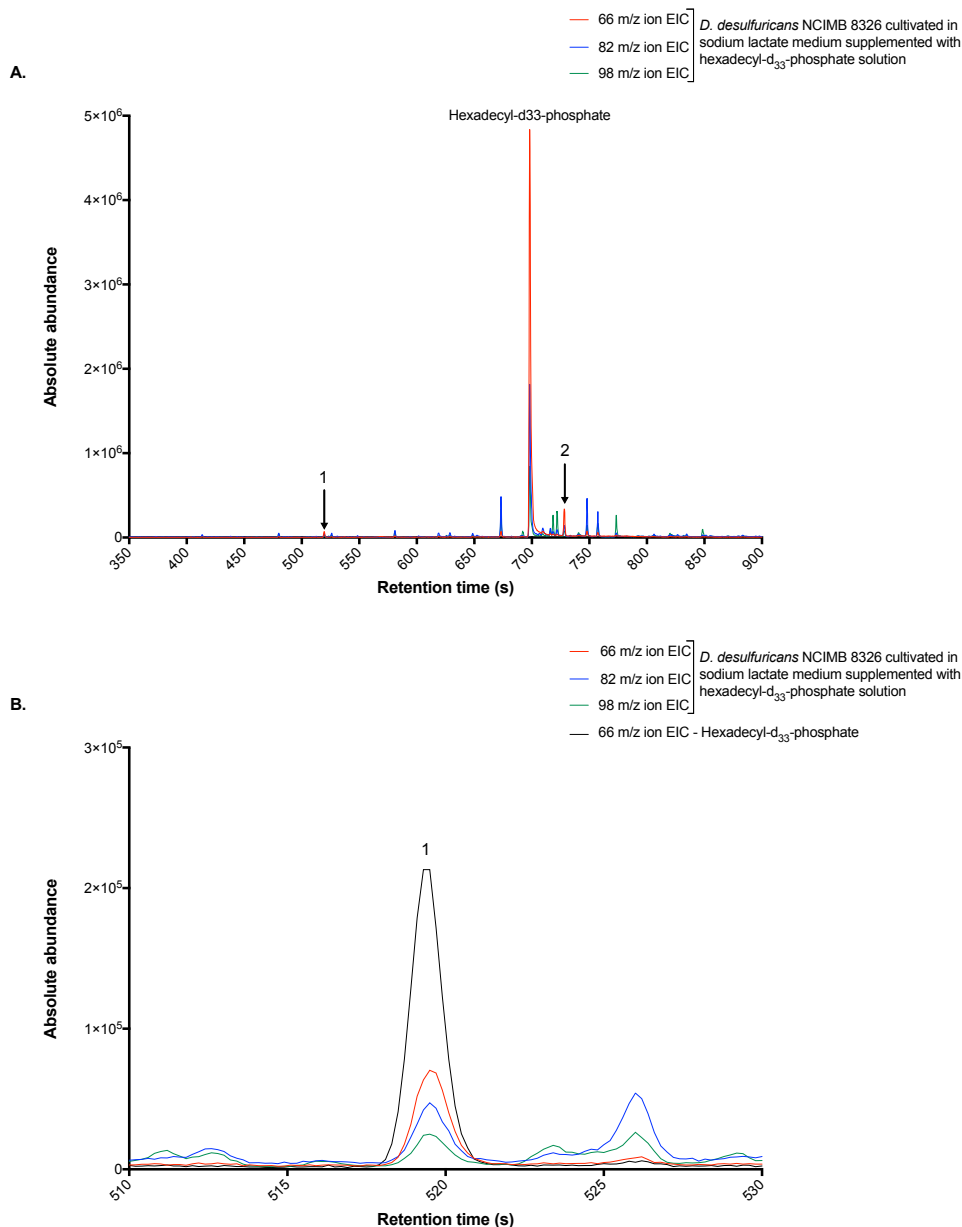 66 m/z ion EIC
82 m/z ion EIC
98 m/z ion EIC
D. desulfuricans NCIMB 8326 cultivated in
sodium lactate medium supplemented with
hexadecyl-d33-phosphate solution
A.
Hexadecyl-d33-phosphate
5×10⁶
4×10⁶
3×10⁶
2×10⁶
1×10⁶
0
Absolute abundance
1
2
350
400
450
500
550
600
650
700
750
800
850
900
Retention time (s)
66 m/z ion EIC
82 m/z ion EIC
98 m/z ion EIC
D. desulfuricans NCIMB 8326 cultivated in
sodium lactate medium supplemented with
hexadecyl-d₃₃-phosphate solution
66 m/z ion EIC - Hexadecyl-d₃₃-phosphate
B.
3×10⁵
2×10⁵
1×10⁵
0
Absolute abundance
1
510
515
520
525
530
Retention time (s)